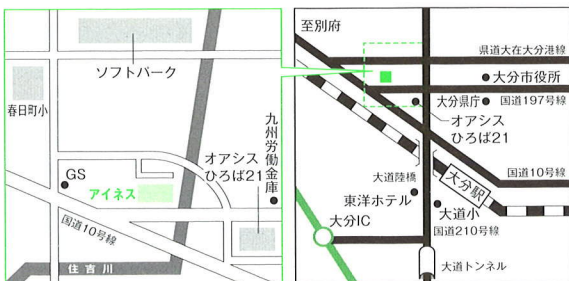 ソフトパーク
春日町小
九州労働金庫
オアシス
ひろば21
GS
アイネス
国道10号線
住吉川
至別府
県道大在大分港線
大分市役所
大分県庁
国道197号線
オアシス
ひろば21
国道10号線
大道陸橋
大分駅
東洋ホテル
大道小
大分IC
国道210号線
大道トンネル